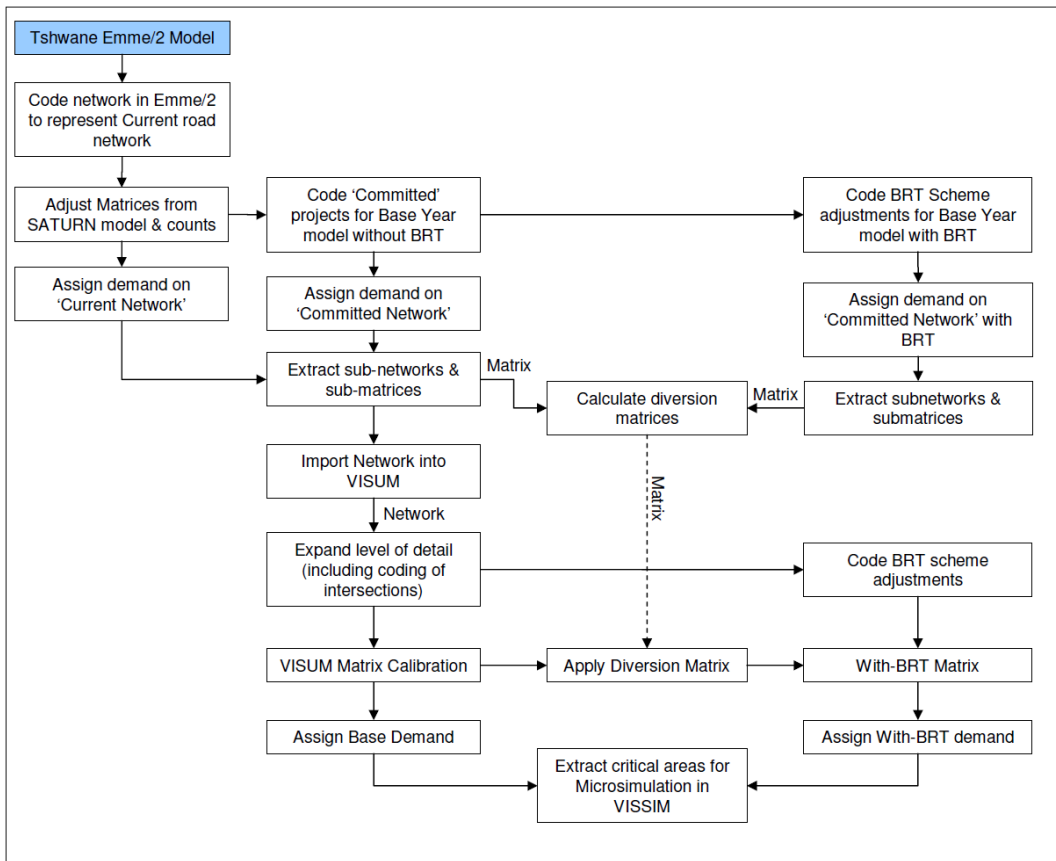 Tshwane Emme/2 Model
Code network in Emme/2
to represent Current road
network
Adjust Matrices from
SATURN model & counts
Assign demand on
‘Current Network’
Code ‘Committed’
projects for Base Year
model without BRT
Assign demand on
‘Committed Network’
Extract sub-networks &
sub-matrices
Matrix
Import Network into
VISUM
Network
Expand level of detail
(including coding of
intersections)
VISUM Matrix Calibration
Assign Base Demand
Calculate diversion
matrices
Matrix
Apply Diversion Matrix
Extract critical areas for
Microsimulation in
VISSIM
Code BRT Scheme
adjustments for Base Year
model with BRT
Assign demand on
‘Committed Network’ with
BRT
Matrix
Extract subnetworks &
submatrices
Code BRT scheme
adjustments
With-BRT Matrix
Assign With-BRT demand